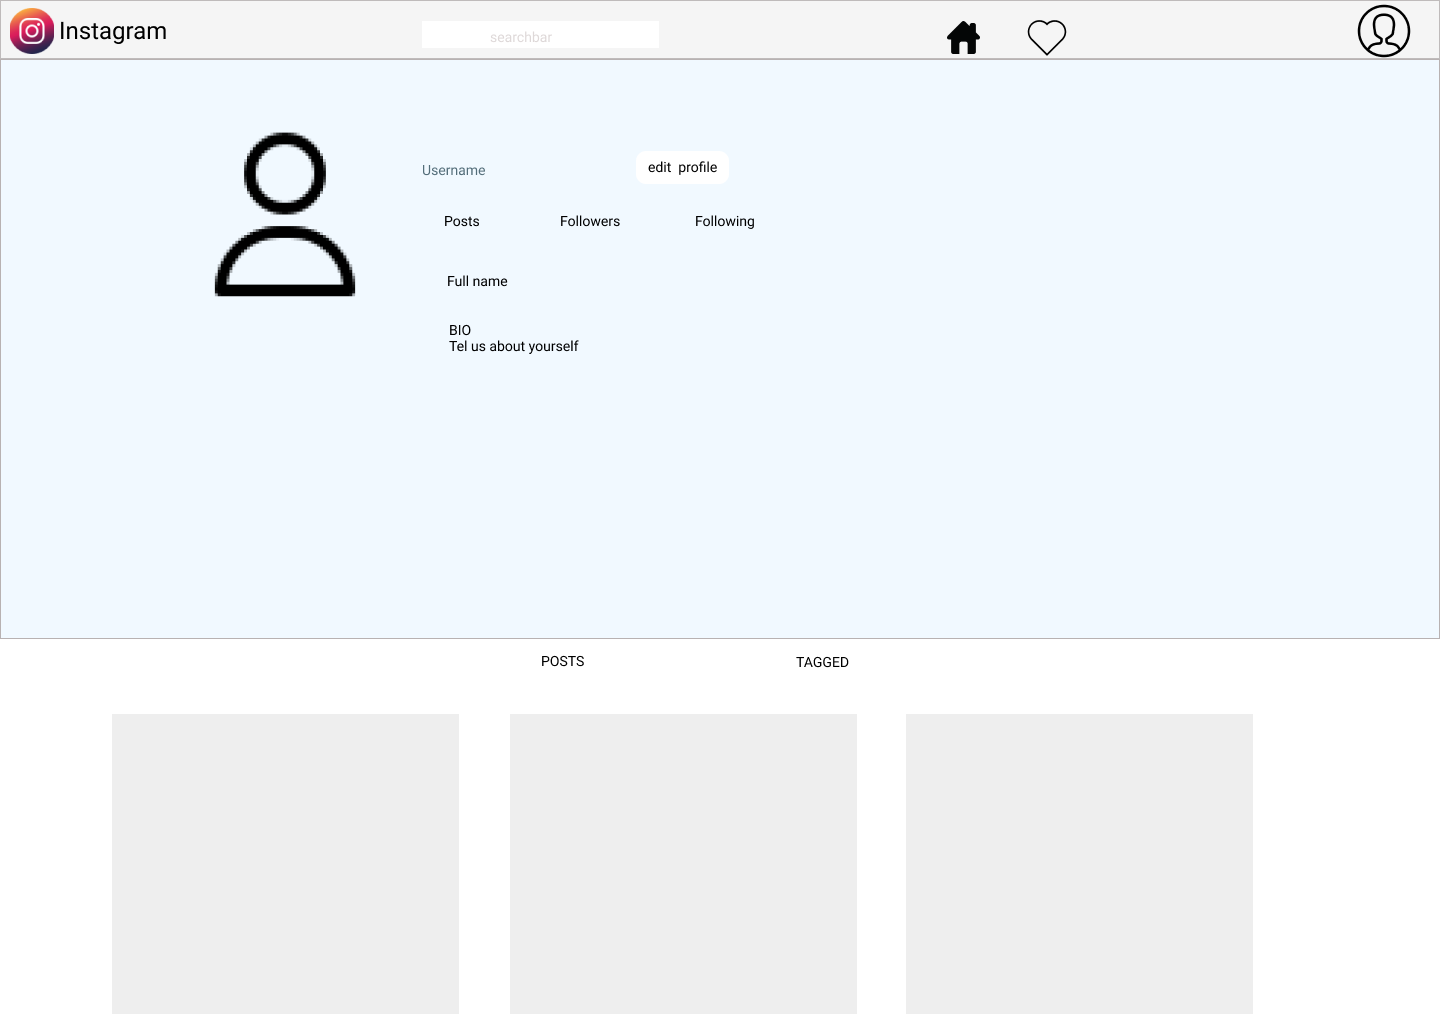 Instagram
searchbar
Username
edit  profile
Posts
Followers
Following
Full name
BIO
Tel us about yourself
POSTS
TAGGED